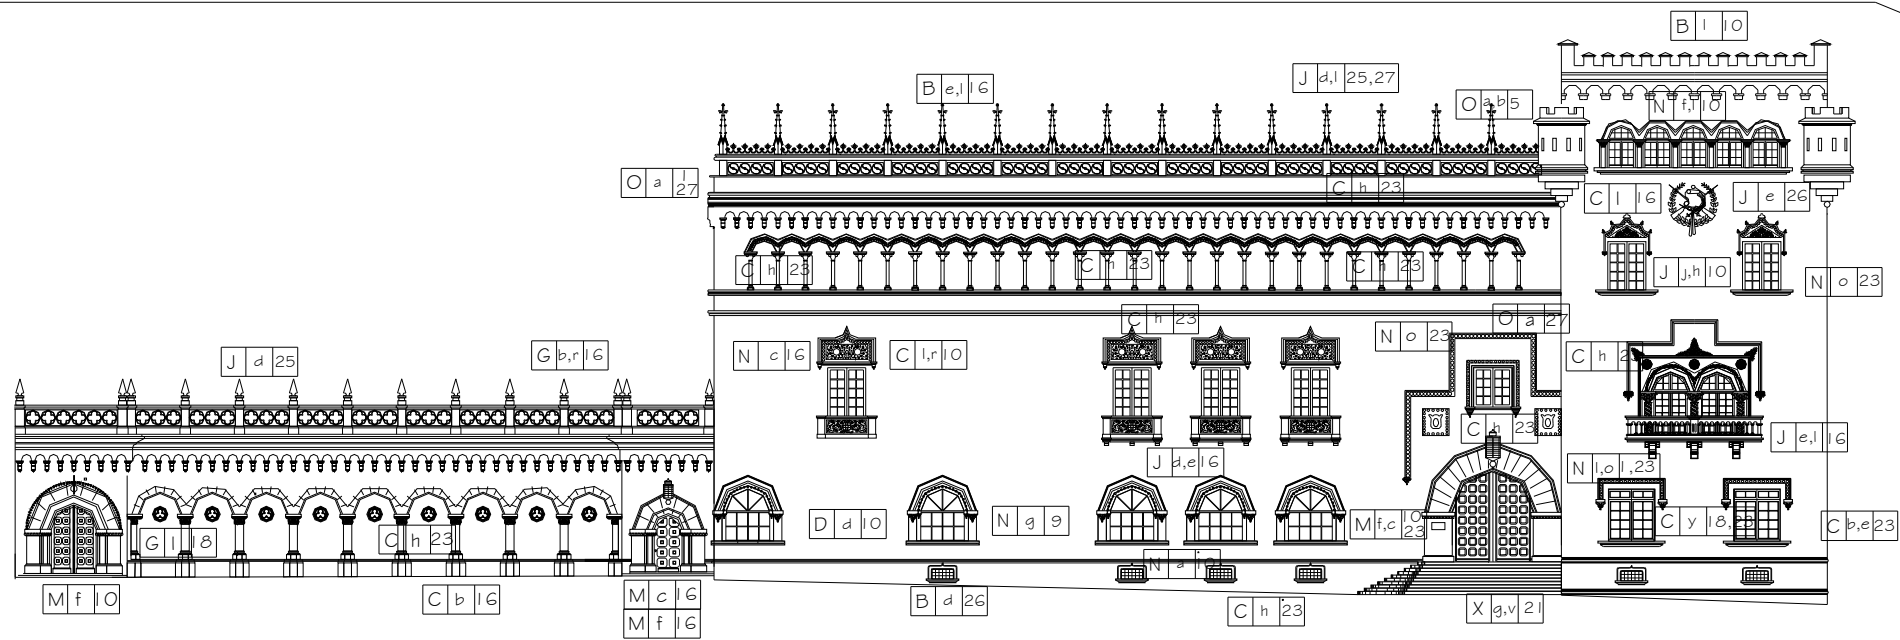 B l 10
J d,l 25,27
B e,l 16
O a,b 5
N f,l 10
O a 1 27
C h 23
C l 16
J e 26
C h 23
C h 23
C h 23
J j,h 10
N o 23
C h 23
O a 27
N o 23
G b,r 16
N c 16
C l,r 10
C h 23
J d 25
C h 23
J e,l 16
J d,e 16
N l,o 1,23
D d 10
N g 9
M f,c 10 23
C y 18,23
C b,e 23
G l 18
C h 23
N a 10
M f 10
C b 16
M c 16
M f 16
B d 26
C h 23
X g,v 21